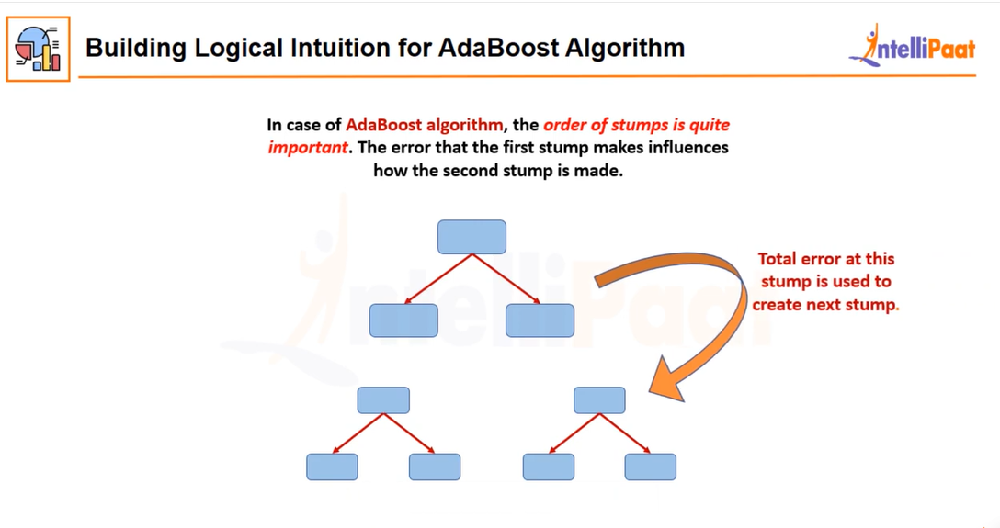 Building Logical Intuition for AdaBoost Algorithm
intelliPaat
In case of AdaBoost algorithm, the order of stumps is quite
important. The error that the first stump makes influences
how the second stump is made.
Total error at this
stump is used to
create next stump.
intelliPaat